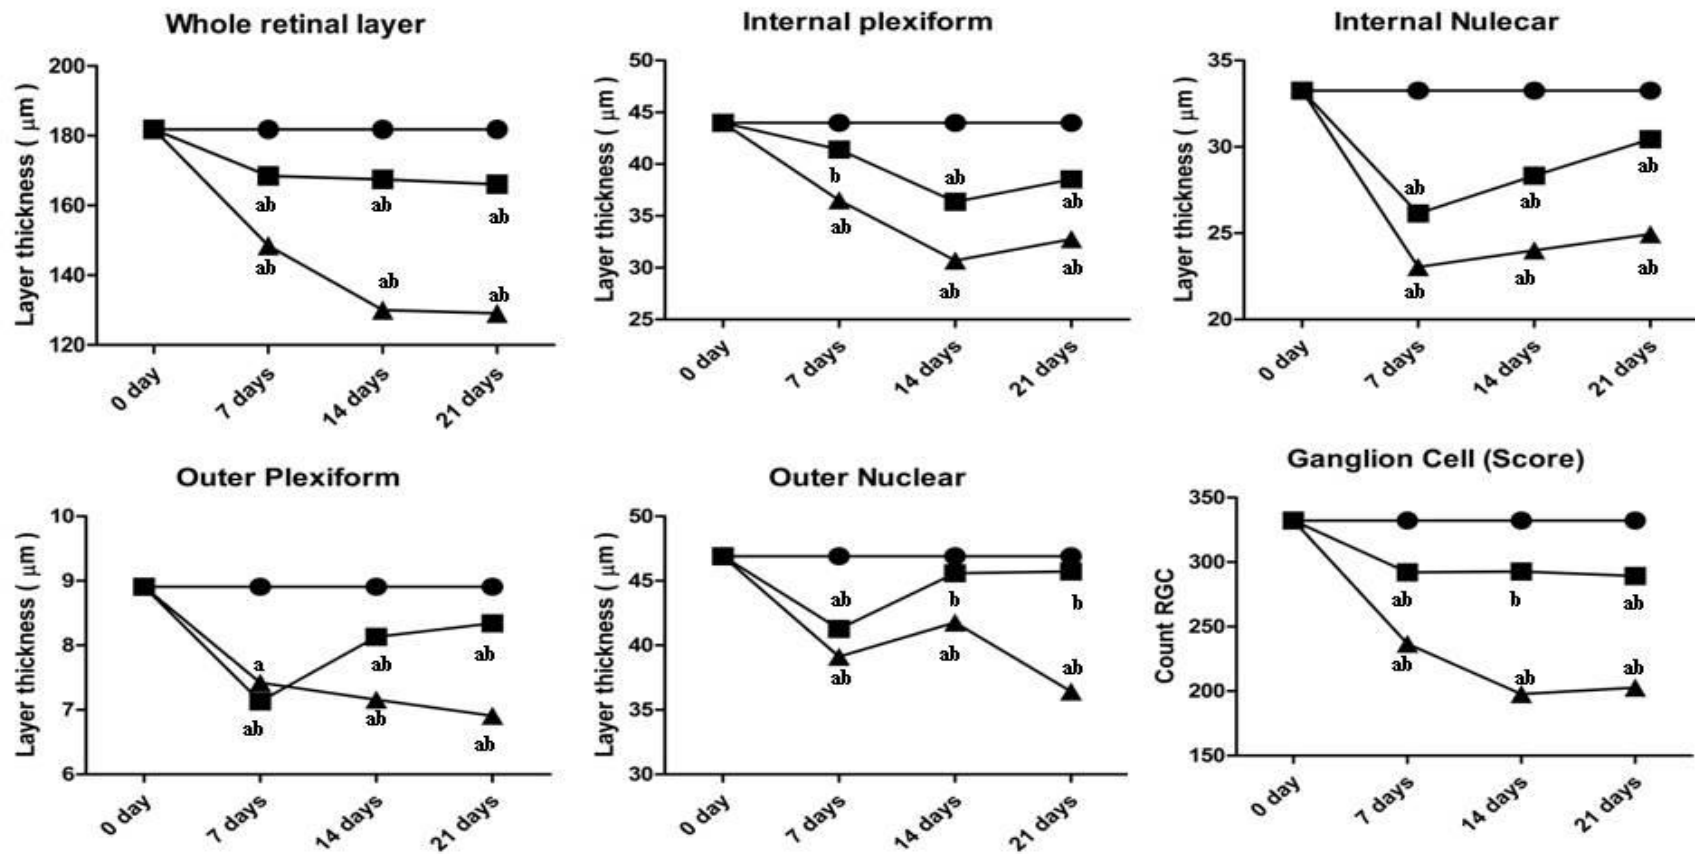 Whole retinal layer
Layer thickness ( μm )
200
180
160
140
120
ab
ab
ab
ab
ab
ab
0 day
7 days
14 days
21 days
Internal plexiform
Layer thickness ( μm )
50
45
40
35
30
25
b
ab
ab
ab
ab
ab
0 day
7 days
14 days
21 days
Internal Nulecar
Layer thickness ( μm )
35
30
25
20
ab
ab
ab
ab
ab
ab
0 day
7 days
14 days
21 days
Outer Plexiform
Layer thickness ( μm )
10
9
8
7
6
a
ab
ab
ab
ab
ab
0 day
7 days
14 days
21 days
Outer Nuclear
Layer thickness ( μm )
50
45
40
35
30
ab
b
b
ab
ab
ab
0 day
7 days
14 days
21 days
Ganglion Cell (Score)
Count RGC
350
300
250
200
150
ab
b
ab
ab
ab
ab
0 day
7 days
14 days
21 days